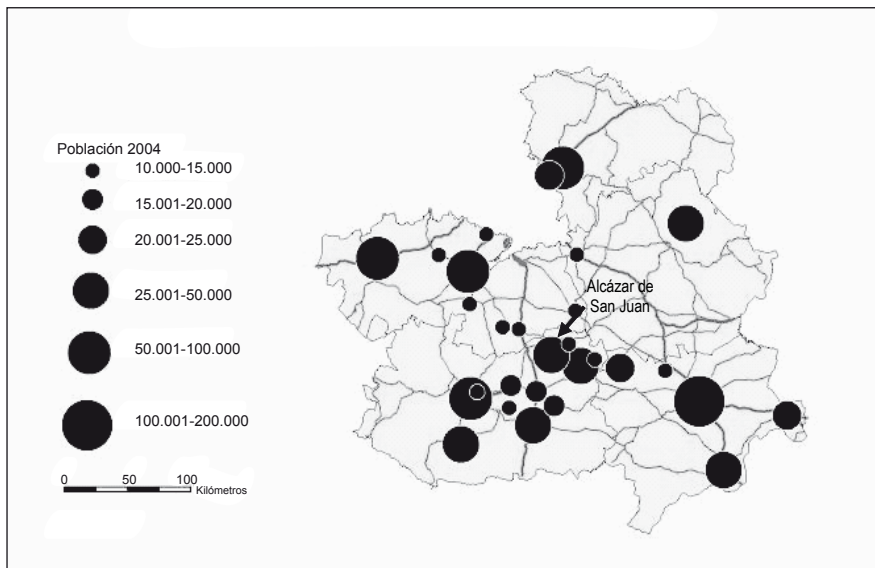 Población 2004
10.000-15.000
15.001-20.000
20.001-25.000
25.001-50.000
50.001-100.000
100.001-200.000
0 50 100
Kilómetros
Alcázar de
San Juan